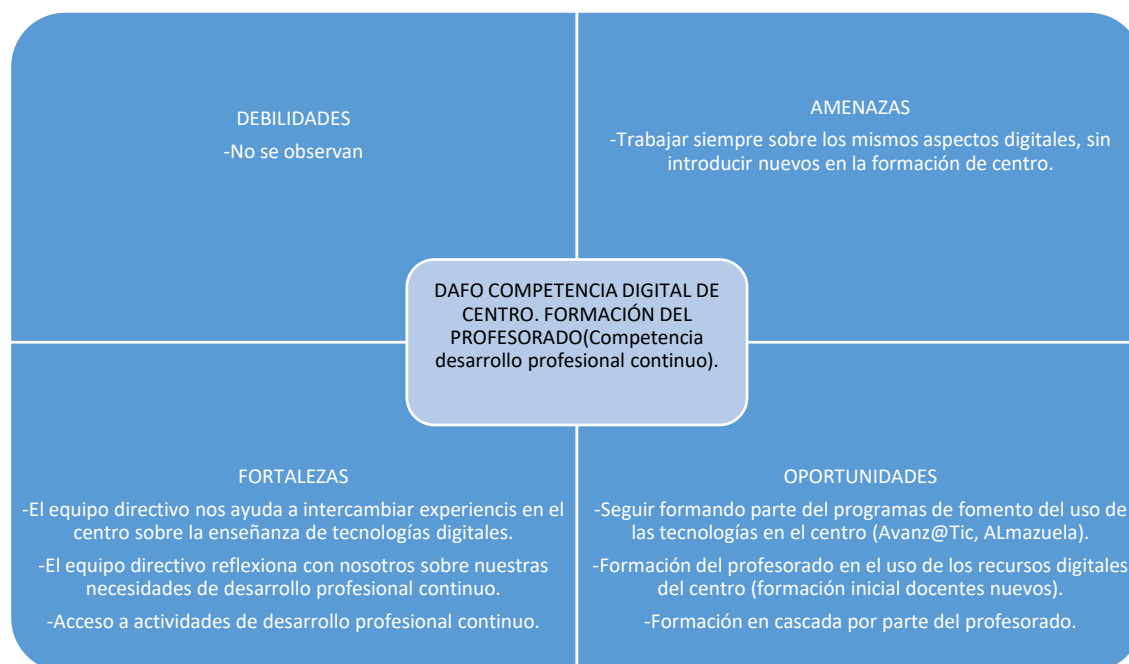 DEBILIDADES
-No se observan
AMENAZAS
-Trabajar siempre sobre los mismos aspectos digitales, sin
introducir nuevos en la formación de centro.
DAFO COMPETENCIA DIGITAL DE
CENTRO. FORMACIÓN DEL
PROFESORADO(Competencia
desarrollo profesional continuo).
FORTALEZAS
-El equipo directivo nos ayuda a intercambiar experiencis en el
centro sobre la enseñanza de tecnologías digitales.
-El equipo directivo reflexiona con nosotros sobre nuestras
necesidades de desarrollo profesional continuo.
-Acceso a actividades de desarrollo profesional continuo.
OPORTUNIDADES
-Seguir formando parte del programas de fomento del uso de
las tecnologías en el centro (Avanz@Tic, ALmazuela).
-Formación del profesorado en el uso de los recursos digitales
del centro (formación inicial docentes nuevos).
-Formación en cascada por parte del profesorado.